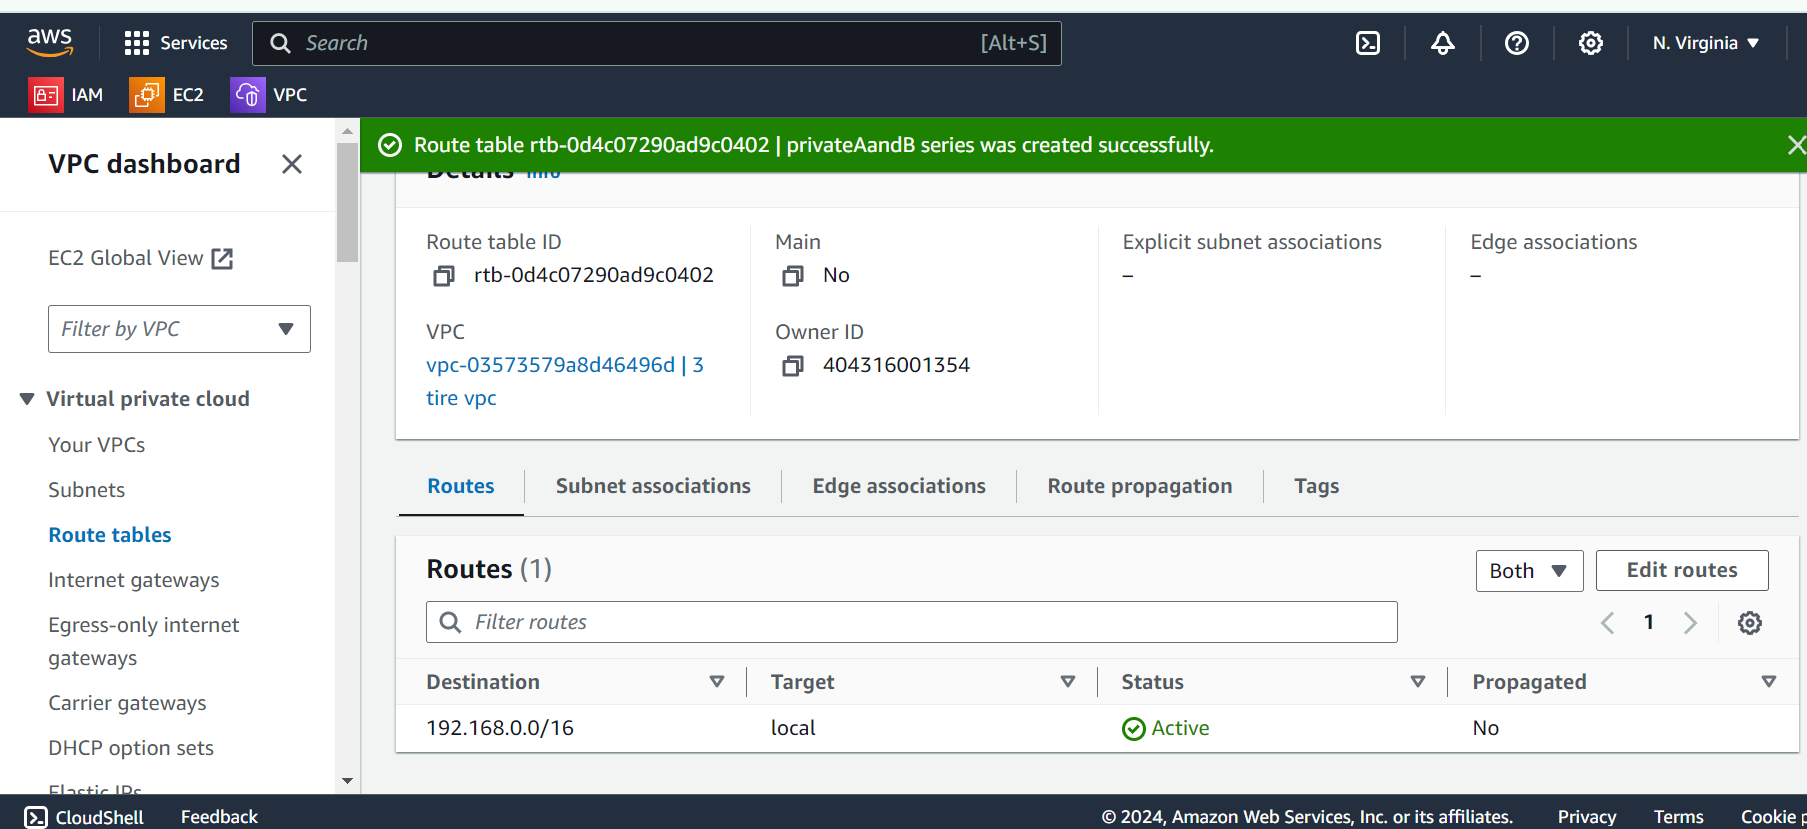 aws
Services
Search
[Alt+S]
N. Virginia
IAM
EC2
VPC
VPC dashboard
Route table rtb-0d4c07290ad9c0402 | privateAandB series was created successfully.
Details Info
EC2 Global View
Filter by VPC
Virtual private cloud
Your VPCs
Subnets
Route tables
Internet gateways
Egress-only internet
gateways
Carrier gateways
DHCP option sets
Elastic IPs
Route table ID
rtb-0d4c07290ad9c0402
Main
No
Explicit subnet associations
–
Edge associations
–
VPC
vpc-03573579a8d46496d | 3
tire vpc
Owner ID
404316001354
Routes
Subnet associations
Edge associations
Route propagation
Tags
Routes (1)
Both
Edit routes
Filter routes
1
Destination
Target
Status
Propagated
192.168.0.0/16
local
Active
No
CloudShell
Feedback
© 2024, Amazon Web Services, Inc. or its affiliates.
Privacy
Terms
Cookie p